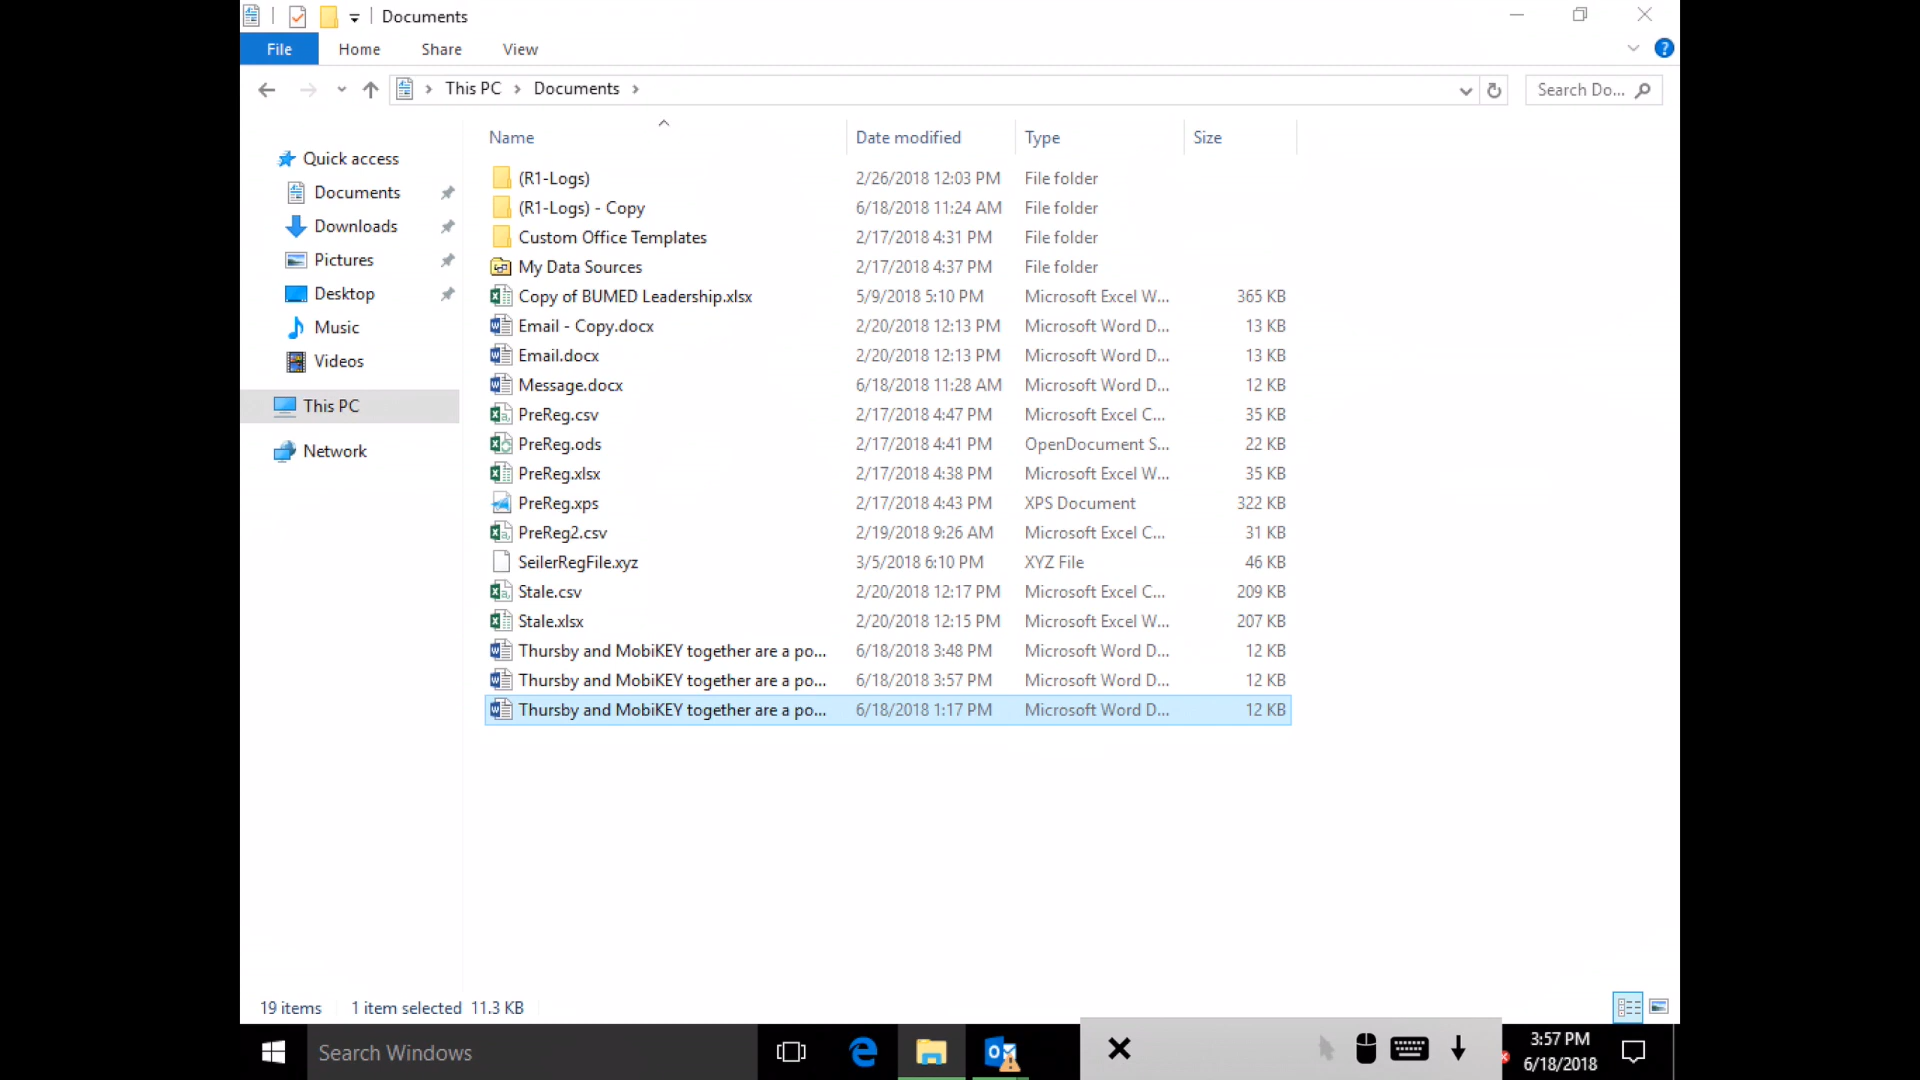 Documents
File Home Share View
This PC Documents Search Do...
Name Date modified Type Size
Quick access
Documents
Downloads
Pictures
Desktop
Music
Videos
This PC
Network
(R1-Logs) 2/26/2018 12:03 PM File folder
(R1-Logs) - Copy 6/18/2018 11:24 AM File folder
Custom Office Templates 2/17/2018 4:31 PM File folder
My Data Sources 2/17/2018 4:37 PM File folder
Copy of BUMED Leadership.xlsx 5/9/2018 5:10 PM Microsoft Excel W... 365 KB
Email - Copy.docx 2/20/2018 12:13 PM Microsoft Word D... 13 KB
Email.docx 2/20/2018 12:13 PM Microsoft Word D... 13 KB
Message.docx 6/18/2018 11:28 AM Microsoft Word D... 12 KB
PreReg.csv 2/17/2018 4:47 PM Microsoft Excel C... 35 KB
PreReg.ods 2/17/2018 4:41 PM OpenDocument S... 22 KB
PreReg.xlsx 2/17/2018 4:38 PM Microsoft Excel W... 35 KB
PreReg.xps 2/17/2018 4:43 PM XPS Document 322 KB
PreReg2.csv 2/19/2018 9:26 AM Microsoft Excel C... 31 KB
SeilerRegFile.xyz 3/5/2018 6:10 PM XYZ File 46 KB
Stale.csv 2/20/2018 12:17 PM Microsoft Excel C... 209 KB
Stale.xlsx 2/20/2018 12:15 PM Microsoft Excel W... 207 KB
Thursby and MobiKEY together are a po... 6/18/2018 3:48 PM Microsoft Word D... 12 KB
Thursby and MobiKEY together are a po... 6/18/2018 3:57 PM Microsoft Word D... 12 KB
Thursby and MobiKEY together are a po... 6/18/2018 1:17 PM Microsoft Word D... 12 KB
19 items 1 item selected 11.3 KB
Search Windows
3:57 PM
6/18/2018